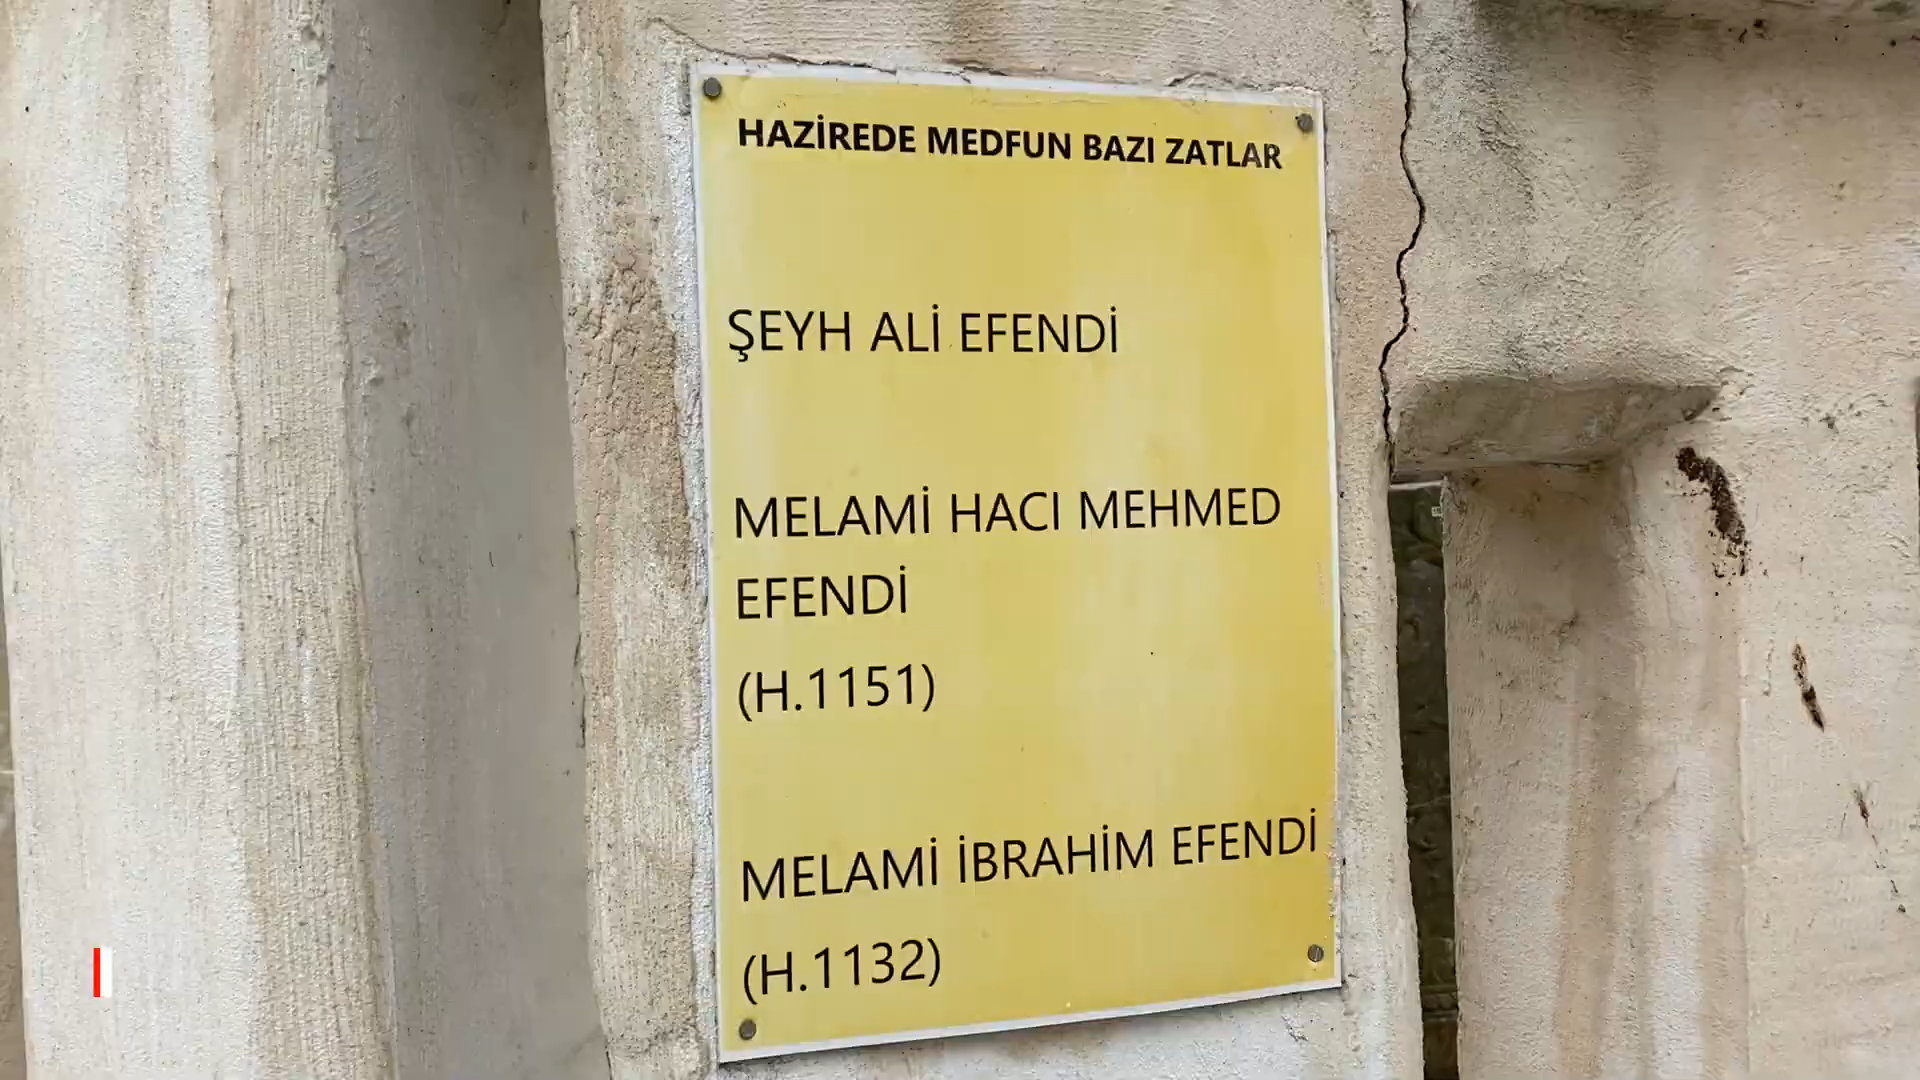 HAZİREDE MEDFUN BAZI ZATLAR
ŞEYH ALİ EFENDİ
MELAMİ HACI MEHMED
EFENDİ
(H.1151)
MELAMİ İBRAHİM EFENDİ
(H.1132)